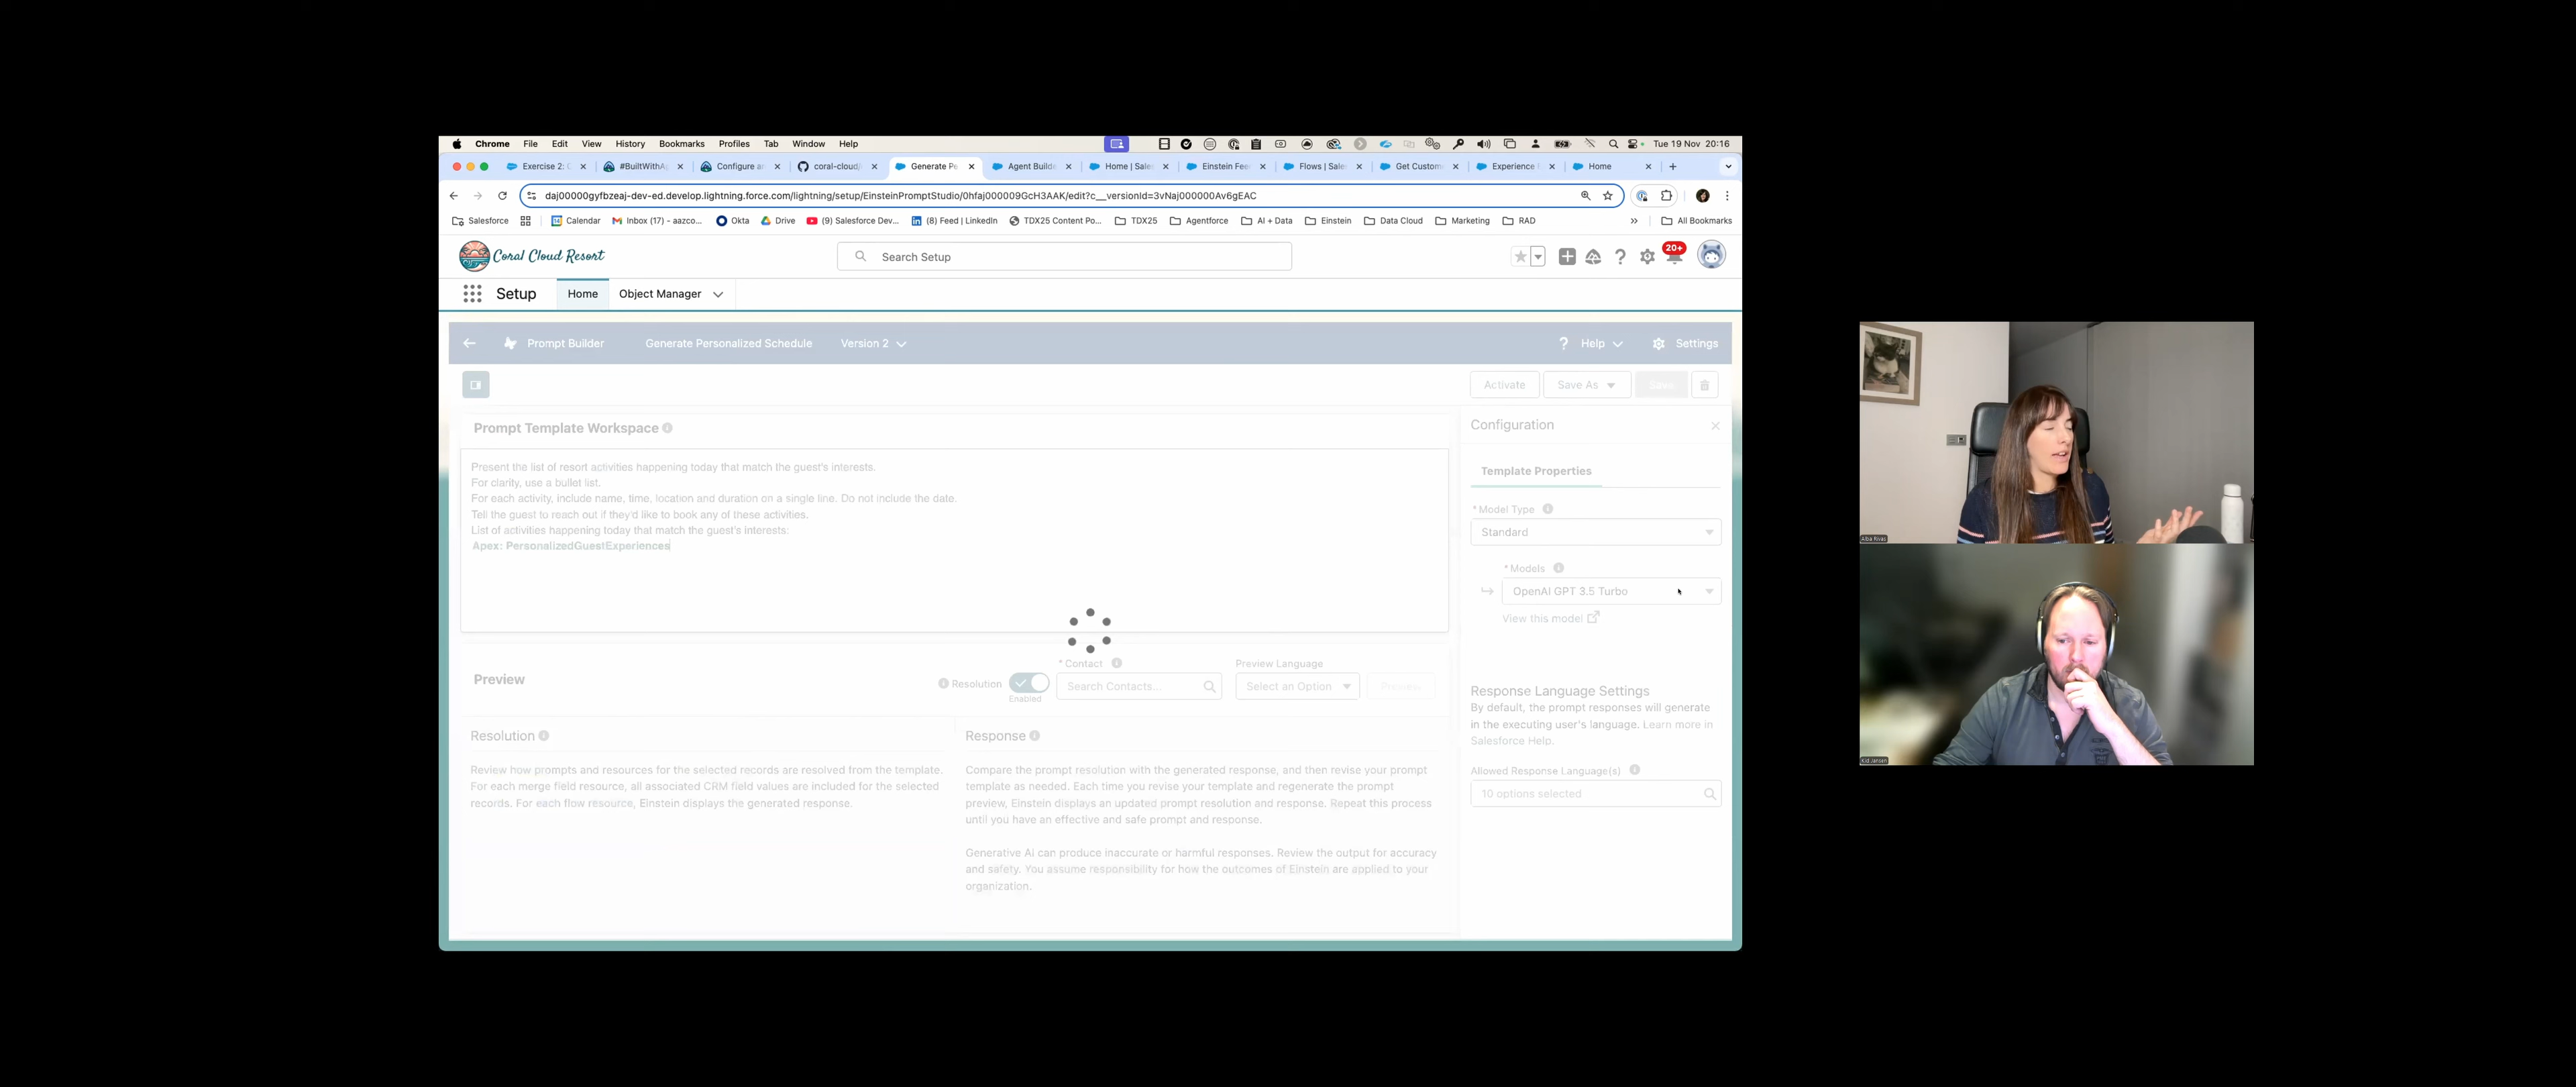 Chrome File Edit View History Bookmarks Profiles Tab Window Help Tue 19 Nov 20:16
Exercise 2: #BuiltWithA Configure a coral-cloud/ Generate Pe Agent Builde Home | Sales Einstein Fee Flows | Sale Get Custom Experience Home
daj00000gyfbzeaj-dev-ed.develop.lightning.force.com/lightning/setup/EinsteinPromptStudio/0hfaj000009GcH3AAK/edit?c__versionId=3vNaj000000Av6gEAC
Salesforce Calendar Inbox (17) - aazco... Okta Drive (9) Salesforce Dev... (8) Feed | LinkedIn TDX25 Content Po... TDX25 Agentforce AI + Data Einstein Data Cloud Marketing RAD » All Bookmarks
Coral Cloud Resort Search Setup 20+
Setup Home Object Manager
Prompt Builder Generate Personalized Schedule Version 2 Help Settings
Activate Save As Save
Prompt Template Workspace
Present the list of resort activities happening today that match the guest's interests.
For clarity, use a bullet list.
For each activity, include name, time, location and duration on a single line. Do not include the date.
Tell the guest to reach out if they'd like to book any of these activities.
List of activities happening today that match the guest's interests:
Apex: PersonalizedGuestExperiences
Configuration
Template Properties
* Model Type
Standard
* Models
OpenAI GPT 3.5 Turbo
View this model
Preview
Resolution
Enabled
* Contact
Search Contacts...
Preview Language
Select an Option
Preview
Response Language Settings
By default, the prompt responses will generate
in the executing user's language. Learn more in
Salesforce Help.
Allowed Response Language(s)
10 options selected
Resolution
Review how prompts and resources for the selected records are resolved from the template.
For each merge field resource, all associated CRM field values are included for the selected
records. For each flow resource, Einstein displays the generated response.
Response
Compare the prompt resolution with the generated response, and then revise your prompt
template as needed. Each time you revise your template and regenerate the prompt
preview, Einstein displays an updated prompt resolution and response. Repeat this process
until you have an effective and safe prompt and response.
Generative AI can produce inaccurate or harmful responses. Review the output for accuracy
and safety. You assume responsibility for how the outcomes of Einstein are applied to your
organization.
Alba Rivas
Kid Jansen